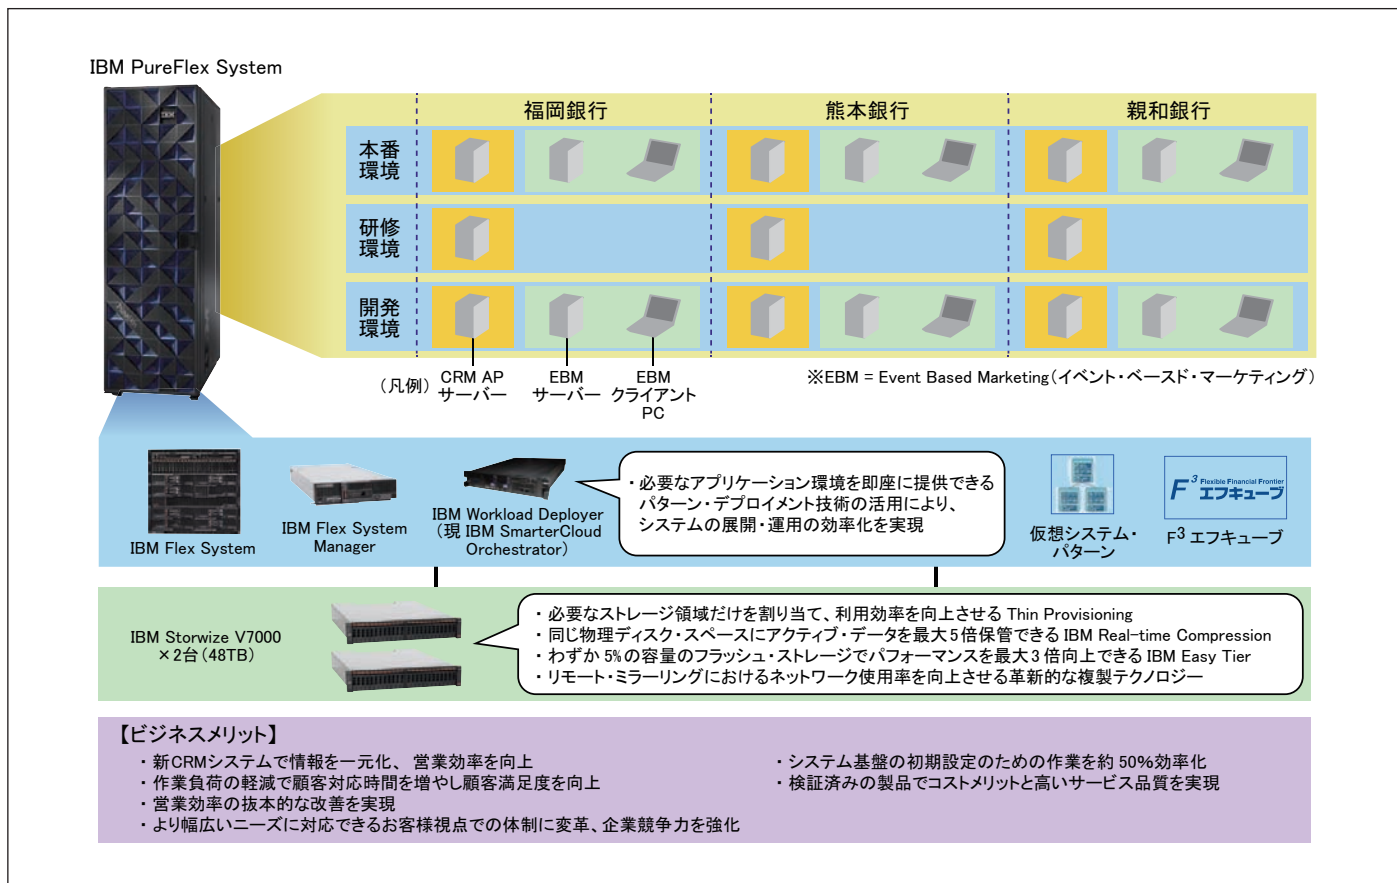 IBM PureFlex System
福岡銀行
熊本銀行
親和銀行
本番
環境
研修
環境
開発
環境
(凡例)
CRM AP
サーバー
EBM
サーバー
EBM
クライアント
PC
※EBM = Event Based Marketing(イベント・ベースド・マーケティング)
IBM Flex System
IBM Flex System
Manager
IBM Workload Deployer
(現 IBM SmarterCloud
Orchestrator)
・必要なアプリケーション環境を即座に提供できる
パターン・デプロイメント技術の活用により、
システムの展開・運用の効率化を実現
仮想システム・
パターン
F³ Flexible Financial Frontier
エフキューブ
F³ エフキューブ
IBM Storwize V7000
×2台(48TB)
・必要なストレージ領域だけを割り当て、利用効率を向上させる Thin Provisioning
・同じ物理ディスク・スペースにアクティブ・データを最大5倍保管できる IBM Real-time Compression
・わずか 5%の容量のフラッシュ・ストレージでパフォーマンスを最大3倍向上できる IBM Easy Tier
・リモート・ミラーリングにおけるネットワーク使用率を向上させる革新的な複製テクノロジー
【ビジネスメリット】
・新CRMシステムで情報を一元化、 営業効率を向上
・作業負荷の軽減で顧客対応時間を増やし顧客満足度を向上
・営業効率の抜本的な改善を実現
・より幅広いニーズに対応できるお客様視点での体制に変革、企業競争力を強化
・システム基盤の初期設定のための作業を約 50%効率化
・検証済みの製品でコストメリットと高いサービス品質を実現